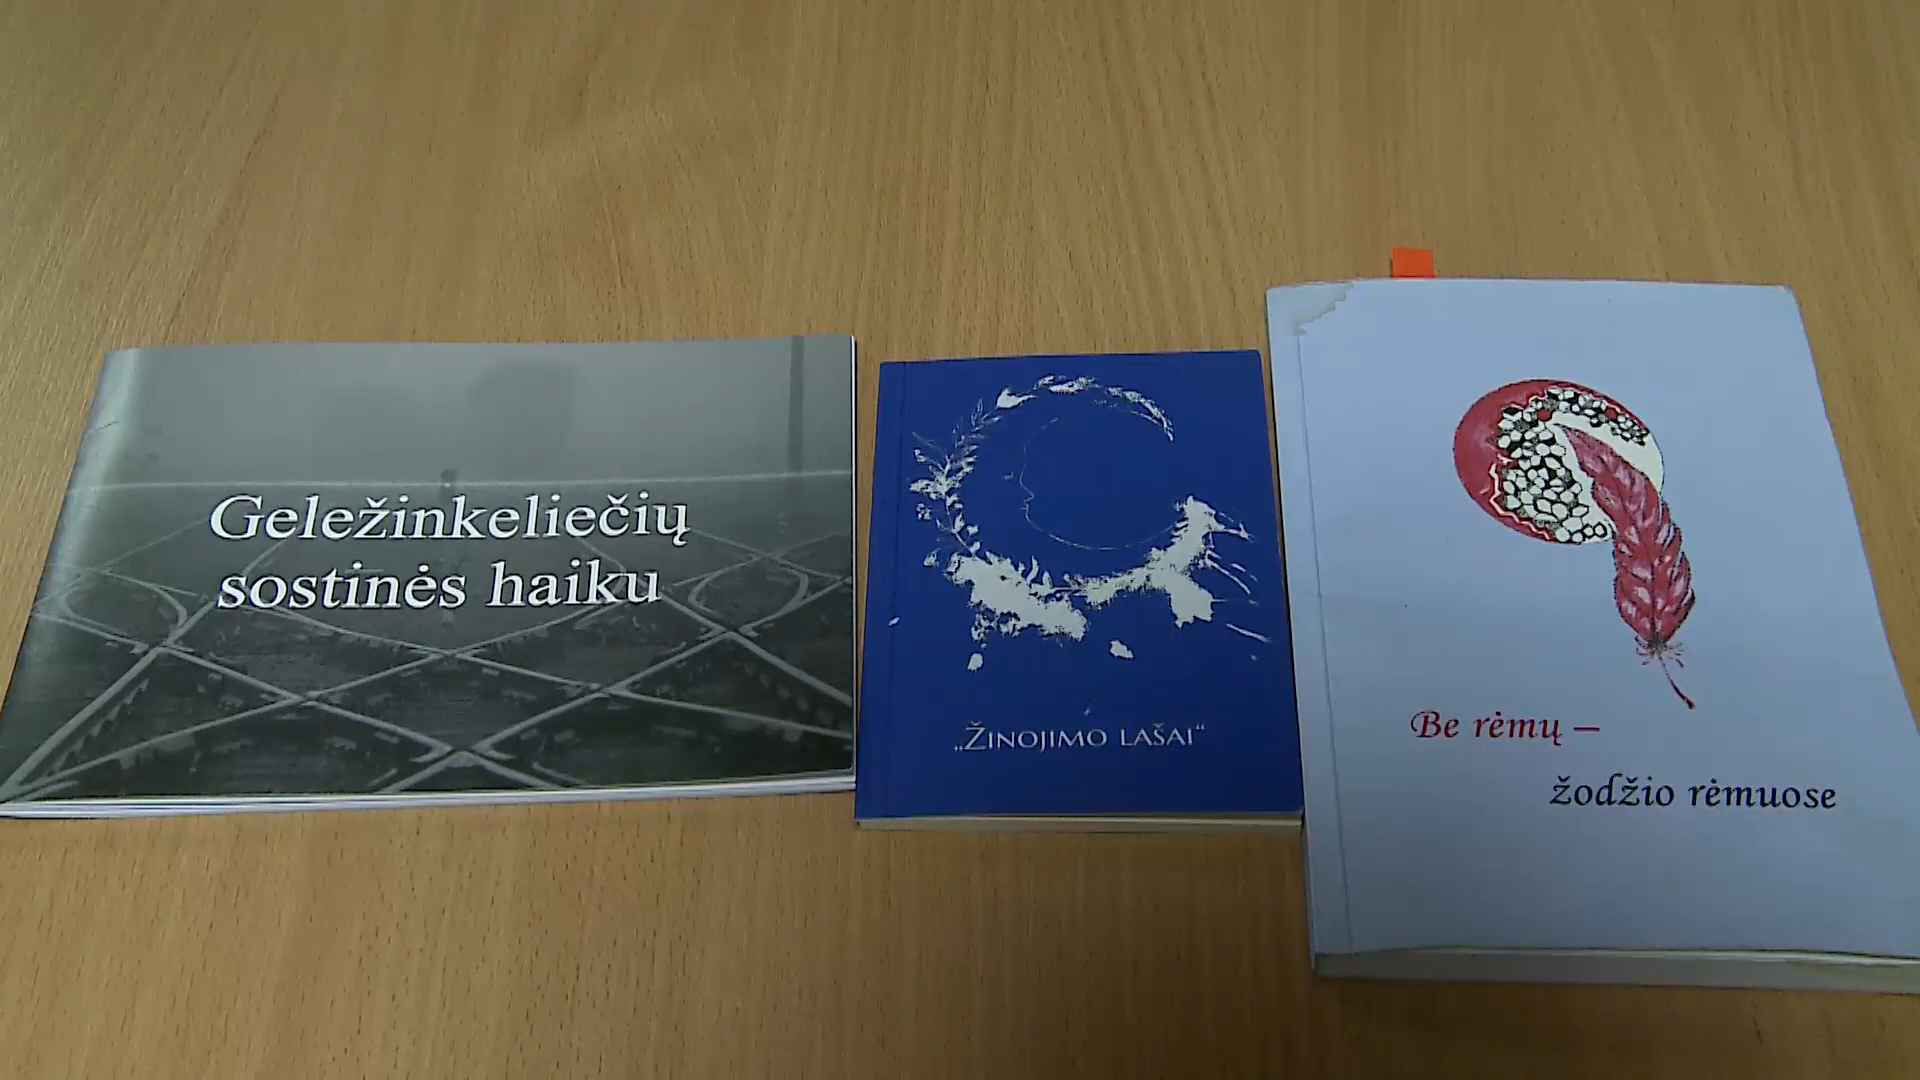 Geležinkeliečių
sostinės haiku
„Žinojimo lašai“
Be rėmų –
žodžio rėmuose